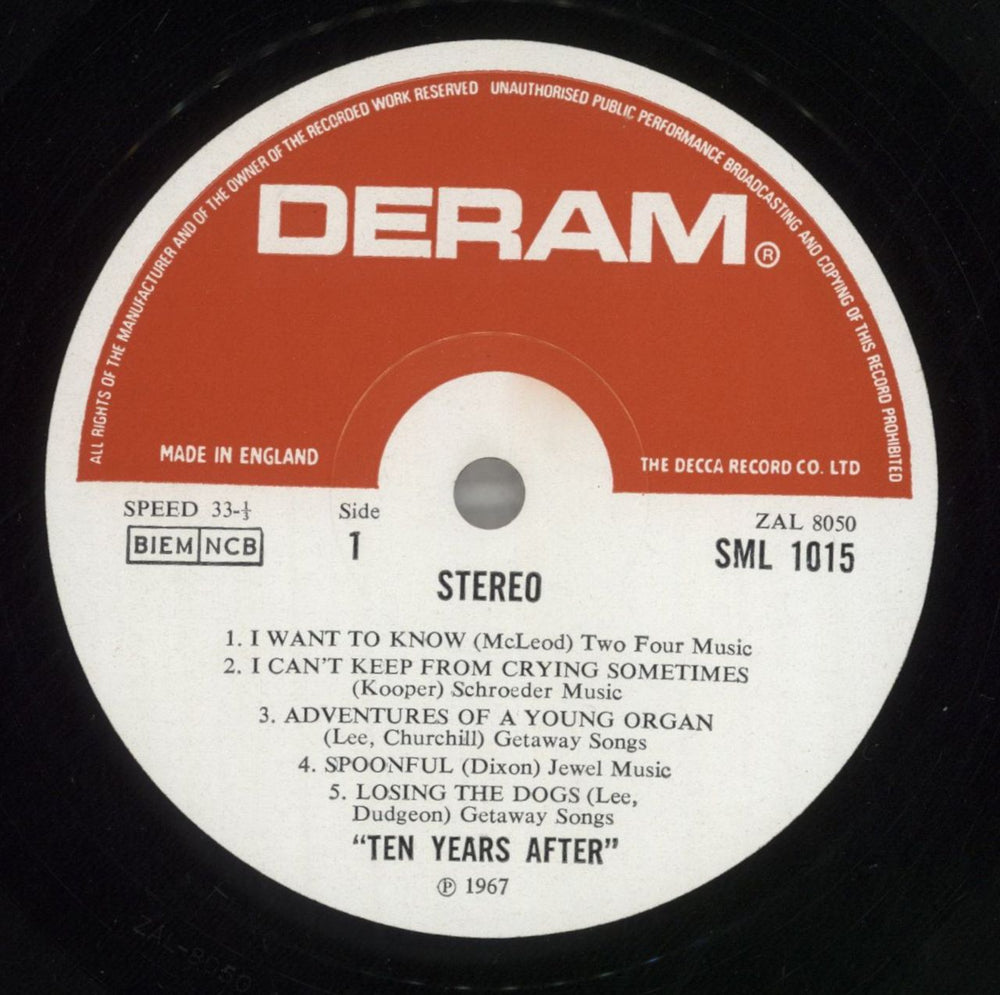 ALL RIGHTS OF THE MANUFACTURER AND OF THE OWNER OF THE RECORDED WORK RESERVED UNAUTHORISED PUBLIC PERFORMANCE BROADCASTING AND COPYING OF THIS RECORD PROHIBITED
DERAM®
MADE IN ENGLAND
THE DECCA RECORD CO. LTD
SPEED 33-⅓
Side
ZAL 8050
BIEM NCB
1
SML 1015
STEREO
1. I WANT TO KNOW (McLeod) Two Four Music
2. I CAN'T KEEP FROM CRYING SOMETIMES
(Kooper) Schroeder Music
3. ADVENTURES OF A YOUNG ORGAN
(Lee, Churchill) Getaway Songs
4. SPOONFUL (Dixon) Jewel Music
5. LOSING THE DOGS (Lee,
Dudgeon) Getaway Songs
"TEN YEARS AFTER"
℗ 1967
ZAL-8050